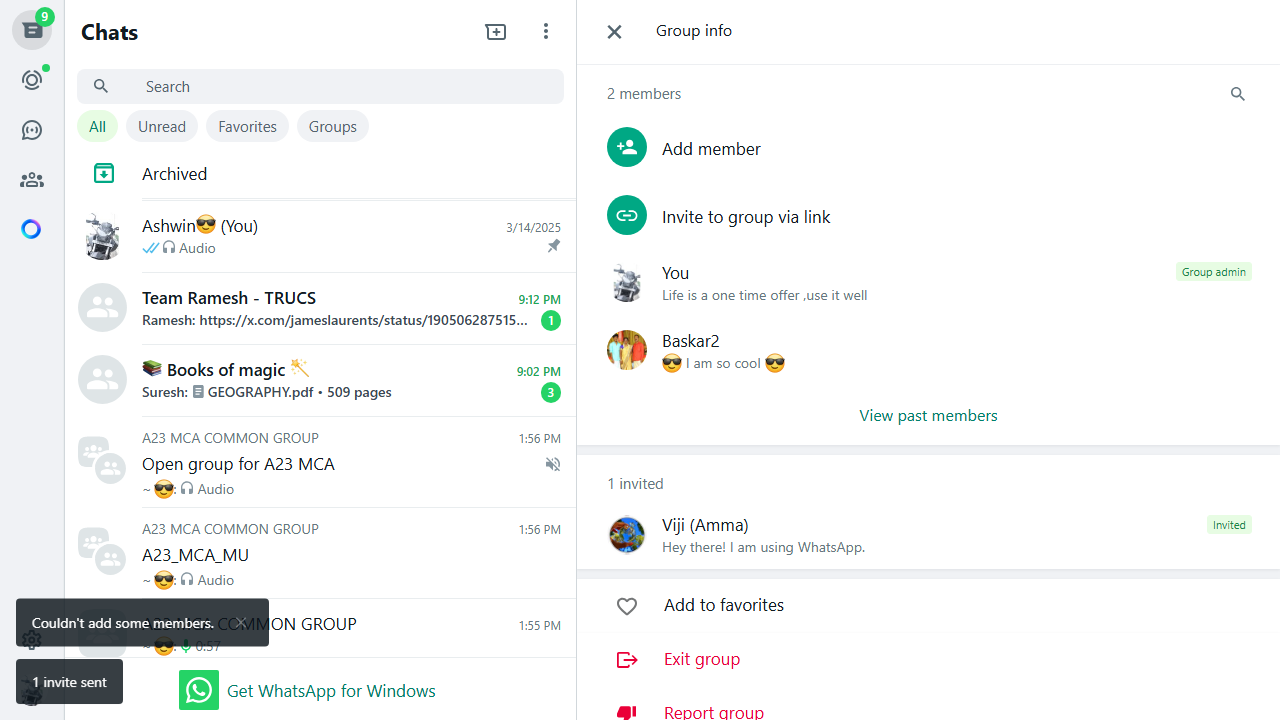 9
Chats
Search
All
Unread
Favorites
Groups
Archived
Ashwin😎 (You)
3/14/2025
Audio
Team Ramesh - TRUCS
9:12 PM
Ramesh: https://x.com/jameslaurents/status/190506287515...
1
📚 Books of magic 🪄
9:02 PM
Suresh: GEOGRAPHY.pdf • 509 pages
3
A23 MCA COMMON GROUP
1:56 PM
Open group for A23 MCA
~ 😎: Audio
A23 MCA COMMON GROUP
1:56 PM
A23_MCA_MU
~ 😎: Audio
A23 MCA COMMON GROUP
1:55 PM
~ 😎: 0:57
Couldn't add some members.
1 invite sent
Get WhatsApp for Windows
Group info
2 members
Add member
Invite to group via link
You
Group admin
Life is a one time offer ,use it well
Baskar2
😎 I am so cool 😎
View past members
1 invited
Viji (Amma)
Invited
Hey there! I am using WhatsApp.
Add to favorites
Exit group
Report group